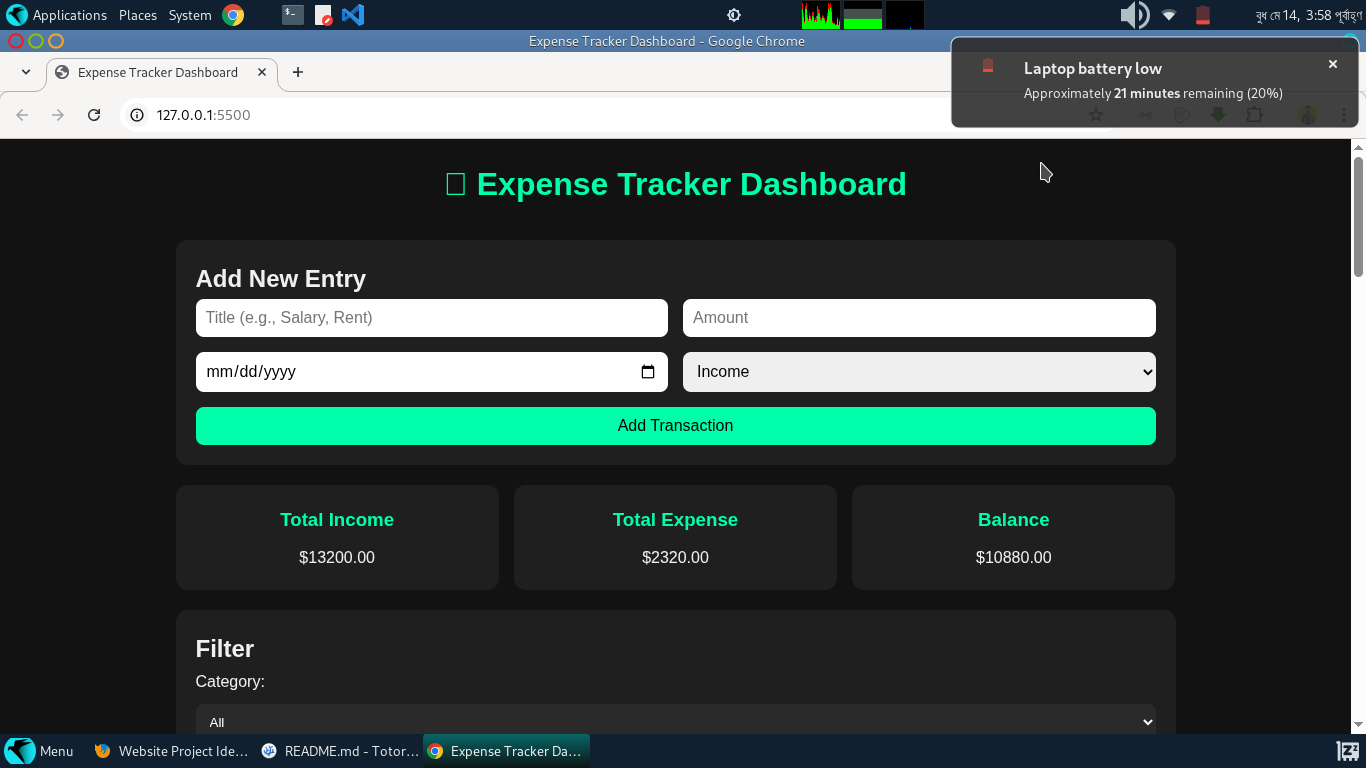 Applications Places System
বুধ মে 14, 3:58 পূর্বাহ্ণ
Expense Tracker Dashboard - Google Chrome
Expense Tracker Dashboard
Laptop battery low
Approximately 21 minutes remaining (20%)
127.0.0.1:5500
Expense Tracker Dashboard
Add New Entry
Title (e.g., Salary, Rent)
Amount
mm/dd/yyyy
Income
Add Transaction
Total Income
$13200.00
Total Expense
$2320.00
Balance
$10880.00
Filter
Category:
All
Menu
Website Project Ide...
README.md - Totor...
Expense Tracker Da...